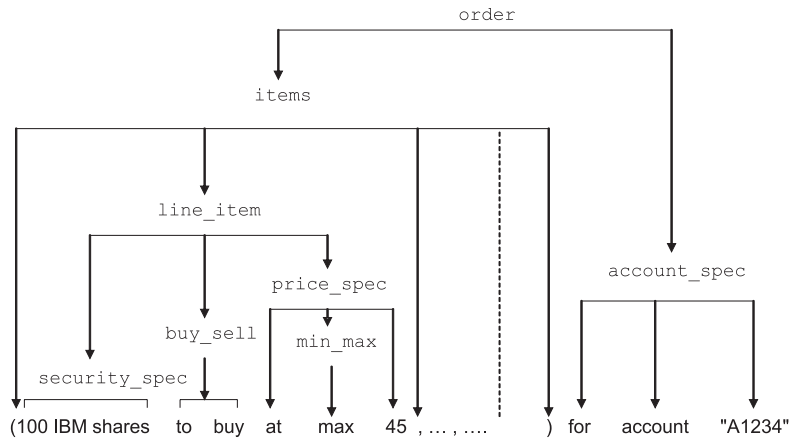 order
items
line_item
price_spec
account_spec
buy_sell
min_max
security_spec
(100 IBM shares to buy at max 45 , ... , .... ) for account "A1234"